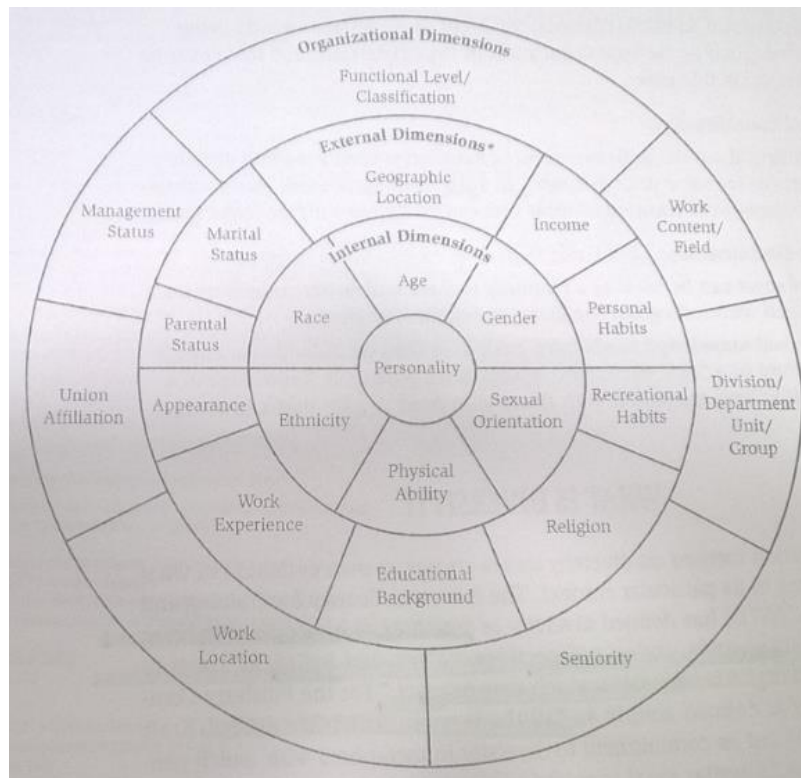 Organizational Dimensions
Functional Level/
Classification
External Dimensions*
Geographic
Location
Internal Dimensions
Age
Management
Status
Marital
Status
Income
Work
Content/
Field
Race
Gender
Personal
Habits
Parental
Status
Personality
Union
Affiliation
Appearance
Ethnicity
Sexual
Orientation
Recreational
Habits
Division/
Department
Unit/
Group
Physical
Ability
Work
Experience
Religion
Educational
Background
Work
Location
Seniority